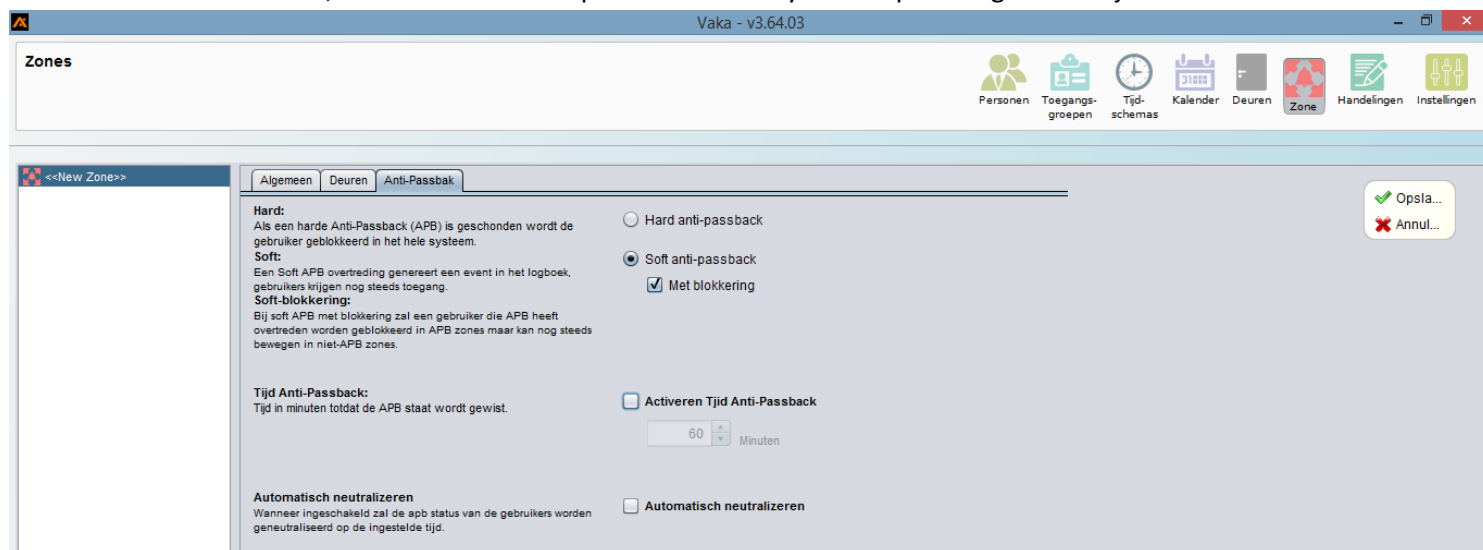 Vaka - v3.64.03
Zones
Personen
Toegangs-
groepen
Tijd-
schemas
Kalender
Deuren
Zone
Handelingen
Instellingen
<<New Zone>>
Algemeen
Deuren
Anti-Passbak
Opsla...
Annul...
Hard:
Als een harde Anti-Passback (APB) is geschonden wordt de
gebruiker geblokkeerd in het hele systeem.
Soft:
Een Soft APB overtreding genereert een event in het logboek,
gebruikers krijgen nog steeds toegang.
Soft-blokkering:
Bij soft APB met blokkering zal een gebruiker die APB heeft
overtreden worden geblokkeerd in APB zones maar kan nog steeds
bewegen in niet-APB zones.
Hard anti-passback
Soft anti-passback
Met blokkering
Tijd Anti-Passback:
Tijd in minuten totdat de APB staat wordt gewist.
Activeren Tjid Anti-Passback
60
Minuten
Automatisch neutralizeren
Wanneer ingeschakeld zal de apb status van de gebruikers worden
geneutraliseerd op de ingestelde tijd.
Automatisch neutralizeren